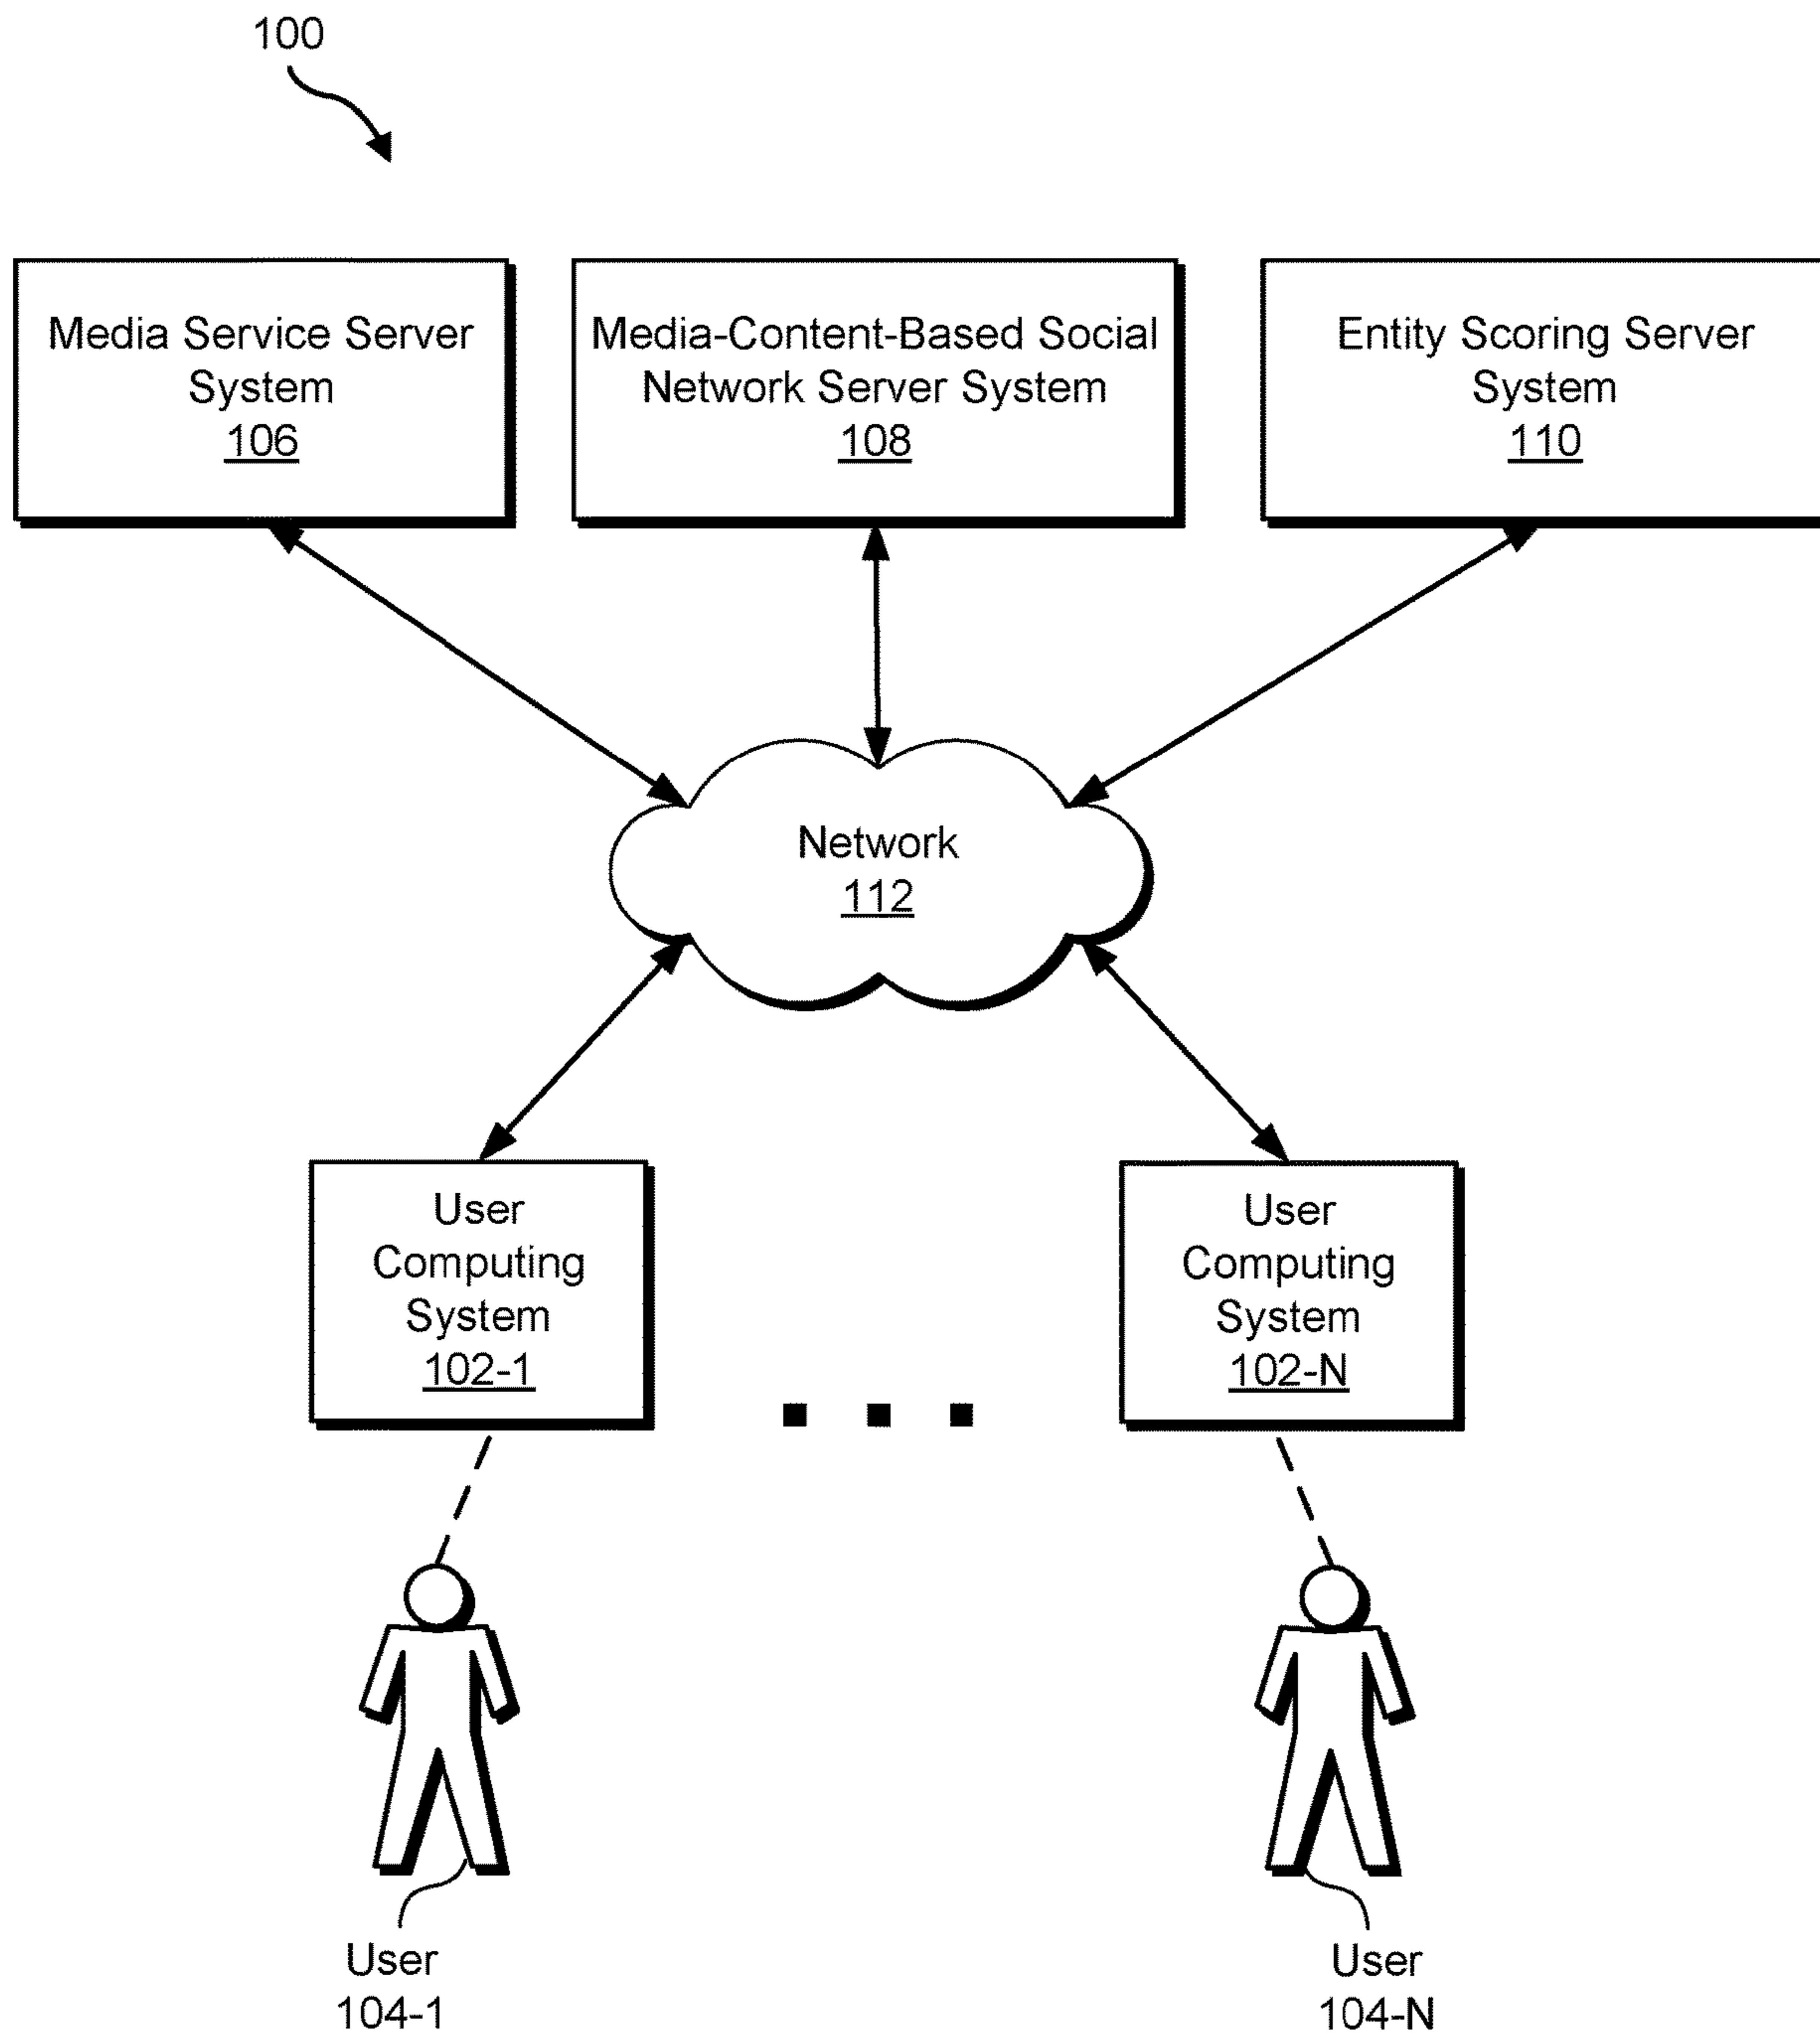 100
Media Service Server
System
106
Media-Content-Based Social
Network Server System
108
Entity Scoring Server
System
110
Network
112
User
Computing
System
102-1
User
Computing
System
102-N
User
104-1
User
104-N